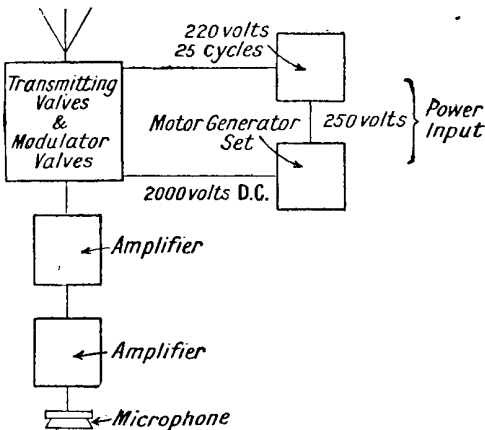 220 volts
25 Cycles
Transmitting
Valves
&
Modulator
Valves
Motor Generator
Set
250 volts
Power
Input
2000 volts D.C.
Amplifier
Amplifier
Microphone